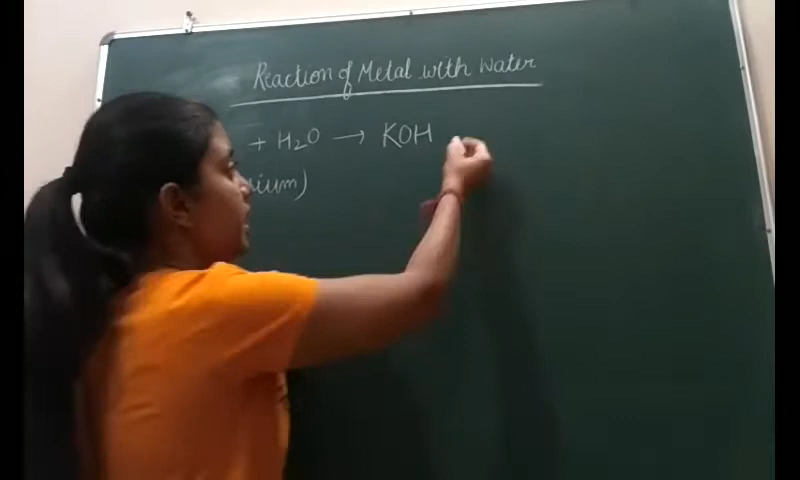 Reaction of Metal with Water
+ H₂O → KOH
sium)